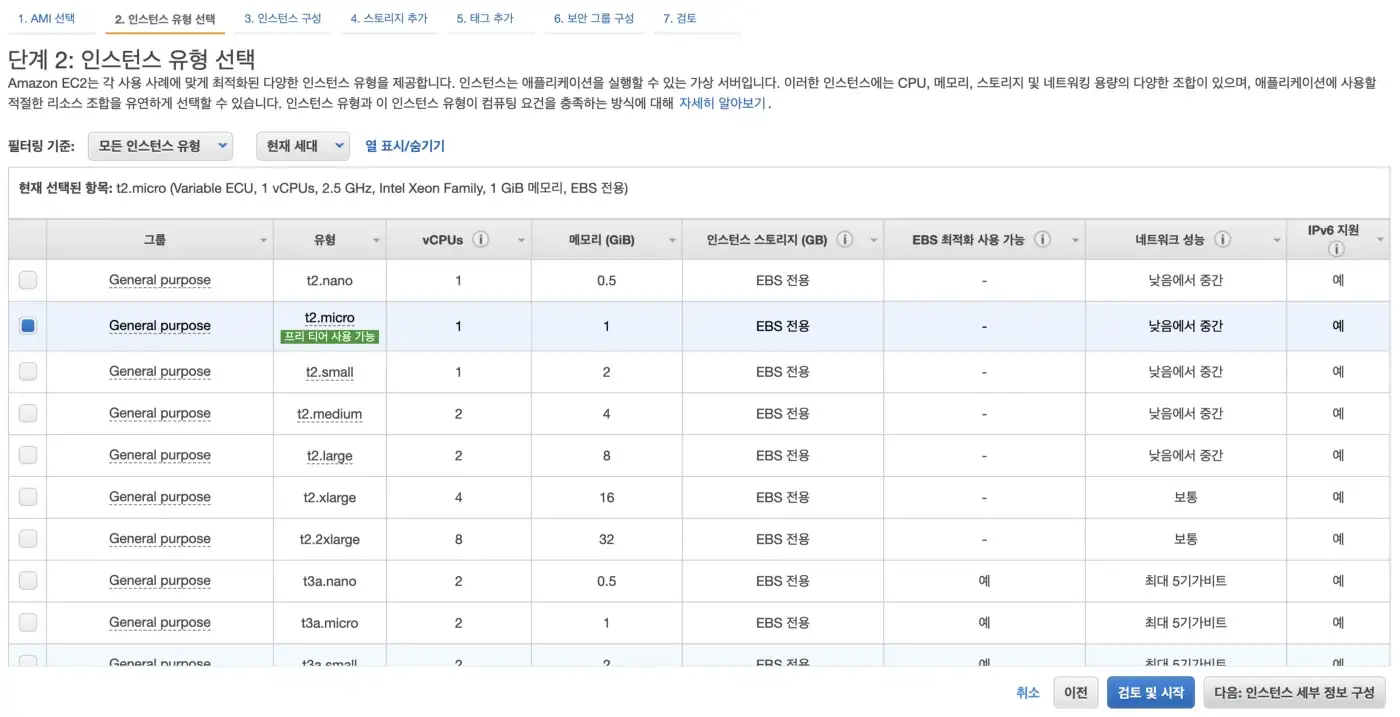 1. AMI 선택 2. 인스턴스 유형 선택 3. 인스턴스 구성 4. 스토리지 추가 5. 태그 추가 6. 보안 그룹 구성 7. 검토
단계 2: 인스턴스 유형 선택
Amazon EC2는 각 사용 사례에 맞게 최적화된 다양한 인스턴스 유형을 제공합니다. 인스턴스는 애플리케이션을 실행할 수 있는 가상 서버입니다. 이러한 인스턴스에는 CPU, 메모리, 스토리지 및 네트워킹 용량의 다양한 조합이 있으며, 애플리케이션에 사용할
적절한 리소스 조합을 유연하게 선택할 수 있습니다. 인스턴스 유형과 이 인스턴스 유형이 컴퓨팅 요건을 충족하는 방식에 대해 자세히 알아보기.
필터링 기준: 모든 인스턴스 유형 현재 세대 열 표시/숨기기
현재 선택된 항목: t2.micro (Variable ECU, 1 vCPUs, 2.5 GHz, Intel Xeon Family, 1 GiB 메모리, EBS 전용)
그룹 유형 vCPUs 메모리 (GiB) 인스턴스 스토리지 (GB) EBS 최적화 사용 가능 네트워크 성능 IPv6 지원
General purpose t2.nano 1 0.5 EBS 전용 - 낮음에서 중간 예
General purpose t2.micro 1 1 EBS 전용 - 낮음에서 중간 예
프리 티어 사용 가능
General purpose t2.small 1 2 EBS 전용 - 낮음에서 중간 예
General purpose t2.medium 2 4 EBS 전용 - 낮음에서 중간 예
General purpose t2.large 2 8 EBS 전용 - 낮음에서 중간 예
General purpose t2.xlarge 4 16 EBS 전용 - 보통 예
General purpose t2.2xlarge 8 32 EBS 전용 - 보통 예
General purpose t3a.nano 2 0.5 EBS 전용 예 최대 5기가비트 예
General purpose t3a.micro 2 1 EBS 전용 예 최대 5기가비트 예
General purpose t3a.small 2 2 EBS 전용 예 최대 5기가비트 예
취소 이전 검토 및 시작 다음: 인스턴스 세부 정보 구성